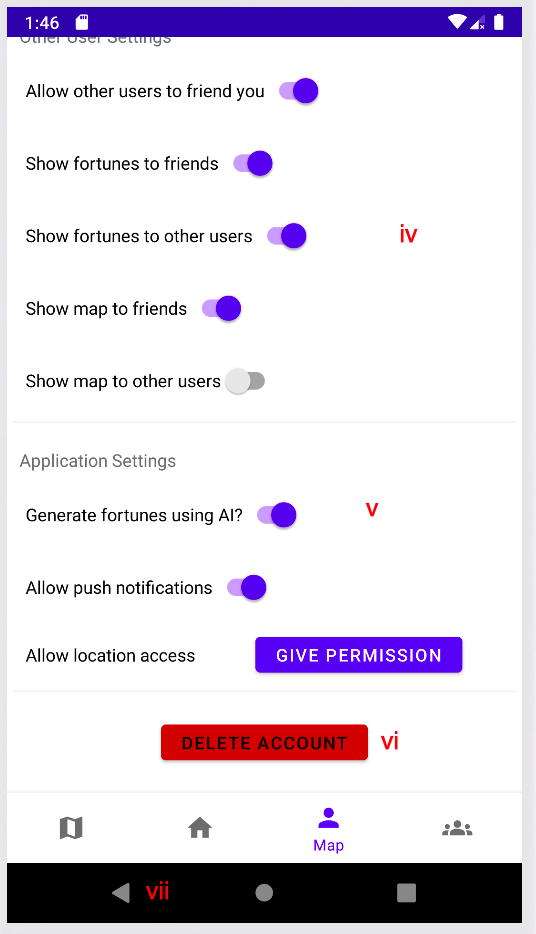 1:46
Other User Settings
Allow other users to friend you
Show fortunes to friends
Show fortunes to other users iv
Show map to friends
Show map to other users
Application Settings
Generate fortunes using AI? v
Allow push notifications
Allow location access GIVE PERMISSION
DELETE ACCOUNT vi
Map
vii